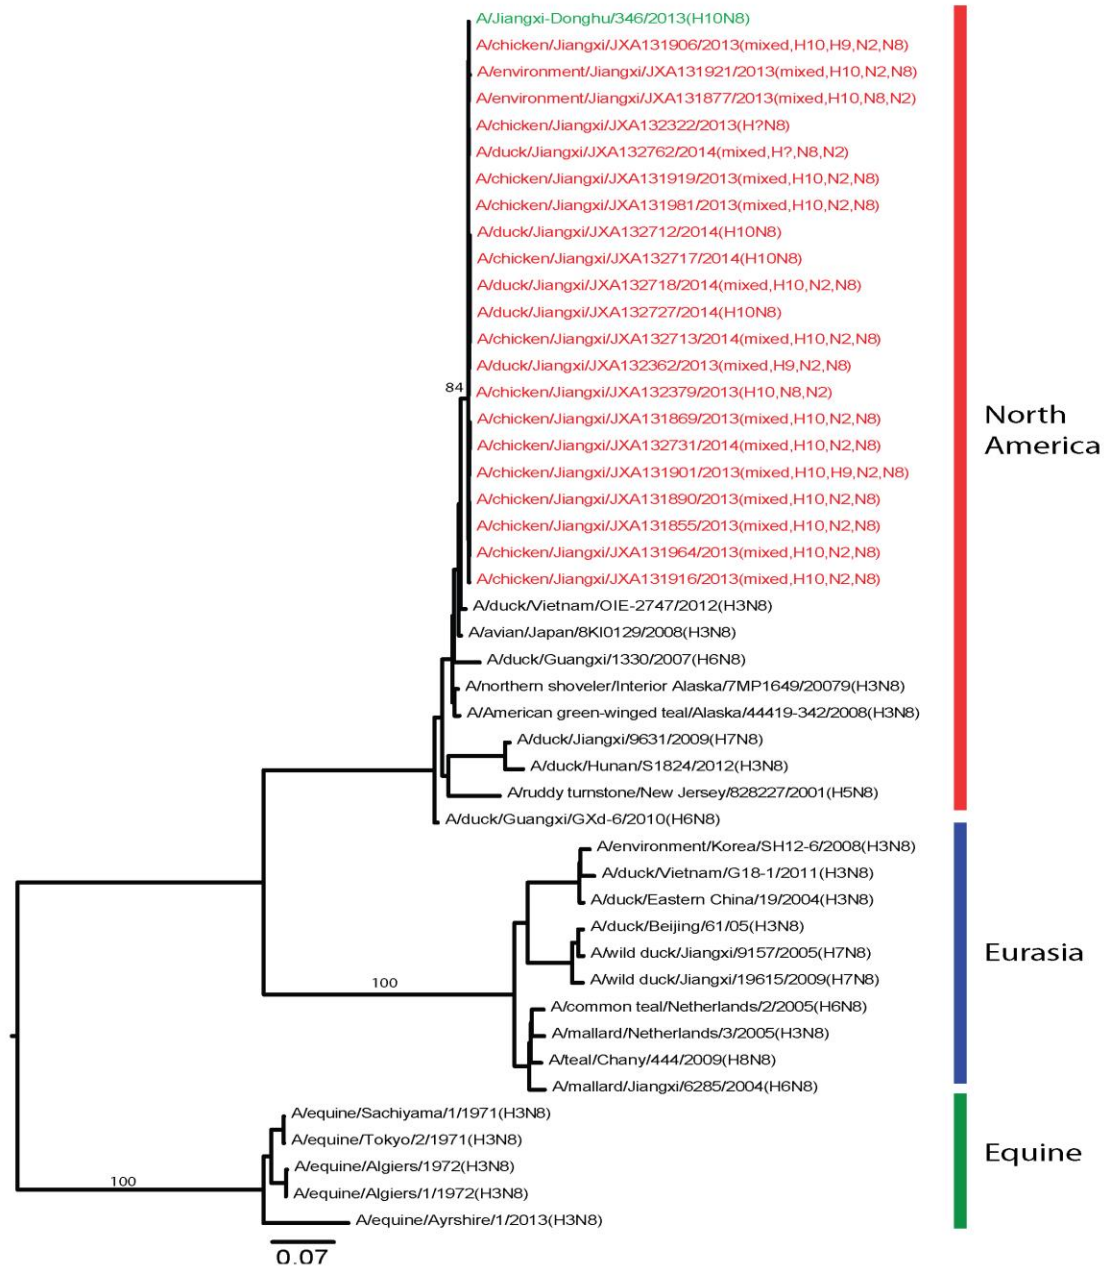 A/Jiangxi-Donghu/346/2013(H10N8)
A/chicken/Jiangxi/JXA131906/2013(mixed,H10,H9,N2,N8)
A/environment/Jiangxi/JXA131921/2013(mixed,H10,N2,N8)
A/environment/Jiangxi/JXA131877/2013(mixed,H10,N8,N2)
A/chicken/Jiangxi/JXA132322/2013(H?N8)
A/duck/Jiangxi/JXA132762/2014(mixed,H?,N8,N2)
A/chicken/Jiangxi/JXA131919/2013(mixed,H10,N2,N8)
A/chicken/Jiangxi/JXA131981/2013(mixed,H10,N2,N8)
A/duck/Jiangxi/JXA132712/2014(H10N8)
A/chicken/Jiangxi/JXA132717/2014(H10N8)
A/duck/Jiangxi/JXA132718/2014(mixed,H10,N2,N8)
A/duck/Jiangxi/JXA132727/2014(H10N8)
A/chicken/Jiangxi/JXA132713/2014(mixed,H10,N2,N8)
A/duck/Jiangxi/JXA132362/2013(mixed,H9,N2,N8)
84
A/chicken/Jiangxi/JXA132379/2013(H10,N8,N2)
A/chicken/Jiangxi/JXA131869/2013(mixed,H10,N2,N8)
North
America
A/chicken/Jiangxi/JXA132731/2014(mixed,H10,N2,N8)
A/chicken/Jiangxi/JXA131901/2013(mixed,H10,H9,N2,N8)
A/chicken/Jiangxi/JXA131890/2013(mixed,H10,N2,N8)
A/chicken/Jiangxi/JXA131855/2013(mixed,H10,N2,N8)
A/chicken/Jiangxi/JXA131964/2013(mixed,H10,N2,N8)
A/chicken/Jiangxi/JXA131916/2013(mixed,H10,N2,N8)
A/duck/Vietnam/OIE-2747/2012(H3N8)
A/avian/Japan/8KI0129/2008(H3N8)
A/duck/Guangxi/1330/2007(H6N8)
A/northern shoveler/Interior Alaska/7MP1649/20079(H3N8)
A/American green-winged teal/Alaska/44419-342/2008(H3N8)
A/duck/Jiangxi/9631/2009(H7N8)
A/duck/Hunan/S1824/2012(H3N8)
A/ruddy turnstone/New Jersey/828227/2001(H5N8)
A/duck/Guangxi/GXd-6/2010(H6N8)
A/environment/Korea/SH12-6/2008(H3N8)
A/duck/Vietnam/G18-1/2011(H3N8)
A/duck/Eastern China/19/2004(H3N8)
A/duck/Beijing/61/05(H3N8)
A/wild duck/Jiangxi/9157/2005(H7N8)
Eurasia
A/wild duck/Jiangxi/19615/2009(H7N8)
100
A/common teal/Netherlands/2/2005(H6N8)
A/mallard/Netherlands/3/2005(H3N8)
A/teal/Chany/444/2009(H8N8)
A/mallard/Jiangxi/6285/2004(H6N8)
A/equine/Sachiyama/1/1971(H3N8)
A/equine/Tokyo/2/1971(H3N8)
Equine
A/equine/Algiers/1972(H3N8)
100
A/equine/Algiers/1/1972(H3N8)
A/equine/Ayrshire/1/2013(H3N8)
0.07